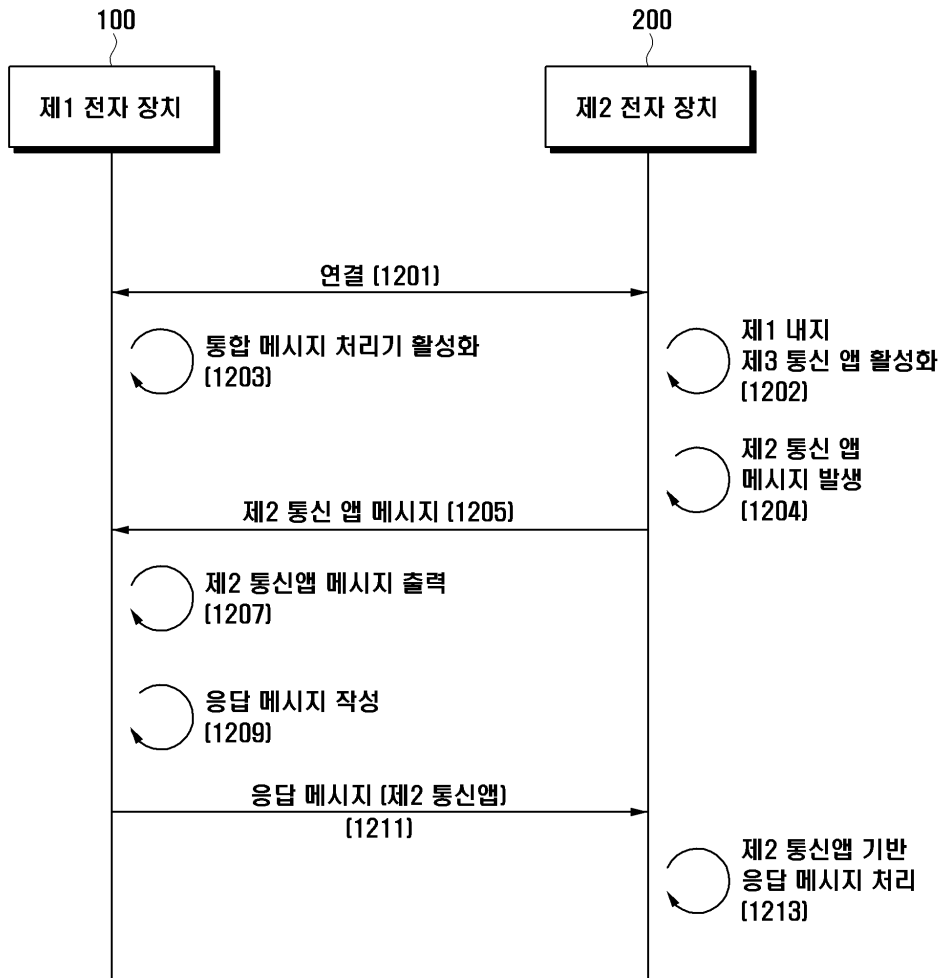 100
200
제1 전자 장치
제2 전자 장치
연결 (1201)
통합 메시지 처리기 활성화
(1203)
제1 내지
제3 통신 앱 활성화
(1202)
제2 통신 앱
메시지 발생
(1204)
제2 통신 앱 메시지 (1205)
제2 통신앱 메시지 출력
(1207)
응답 메시지 작성
(1209)
응답 메시지 (제2 통신앱)
(1211)
제2 통신앱 기반
응답 메시지 처리
(1213)